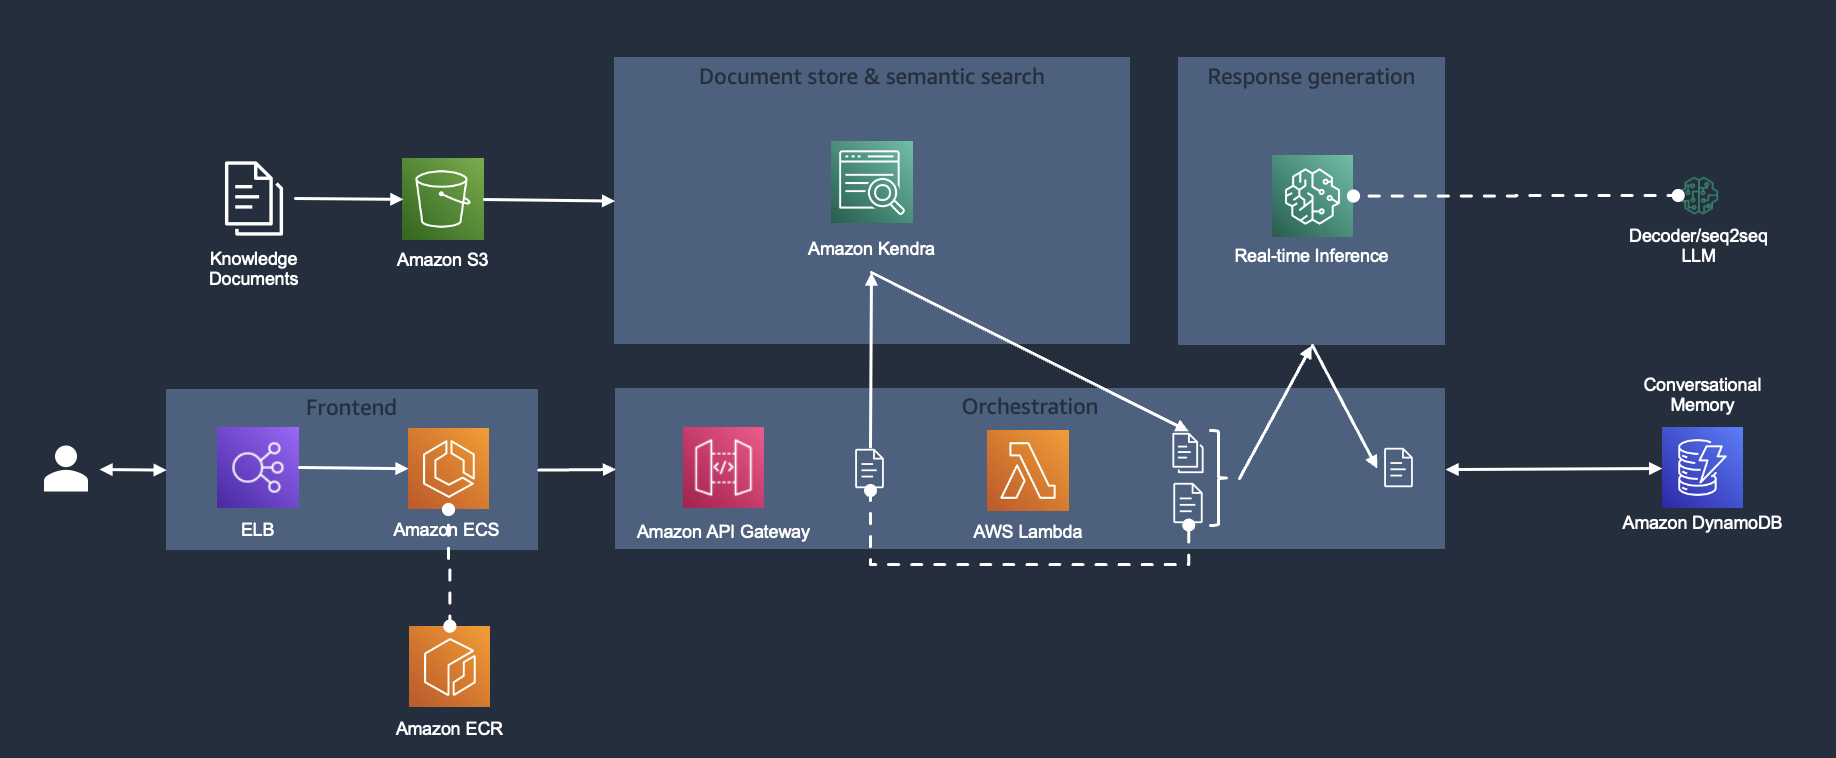 Document store & semantic search
Response generation
Amazon Kendra
Real-time Inference
Knowledge
Documents
Amazon S3
Decoder/seq2seq
LLM
Frontend
Orchestration
Conversational
Memory
ELB
Amazon ECS
Amazon API Gateway
AWS Lambda
Amazon DynamoDB
Amazon ECR